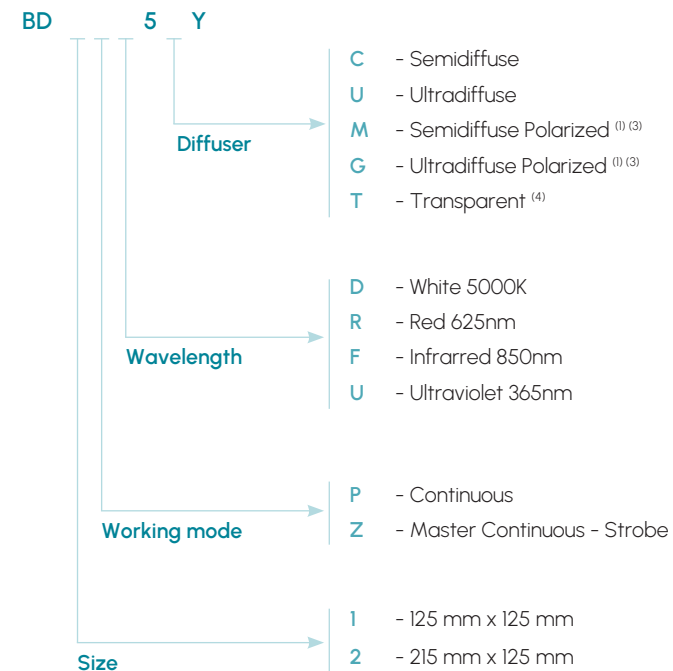 BD 5 Y
C - Semidiffuse
U - Ultradiffuse
M - Semidiffuse Polarized (1) (3)
Diffuser
G - Ultradiffuse Polarized (1) (3)
T - Transparent (4)
D - White 5000K
R - Red 625nm
Wavelength
F - Infrarred 850nm
U - Ultraviolet 365nm
P - Continuous
Working mode
Z - Master Continuous - Strobe
1 - 125 mm x 125 mm
2 - 215 mm x 125 mm
Size